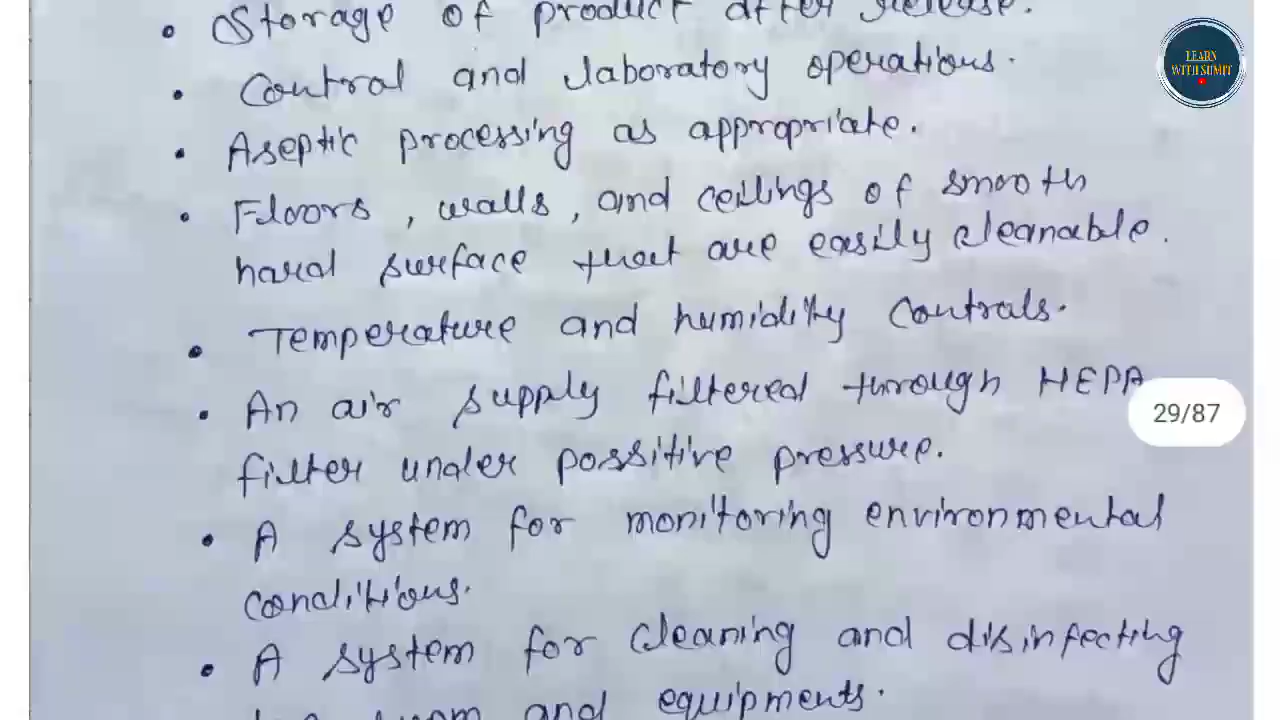 • Storage of product after release.
• Control and laboratory operations.
• Aseptic processing as appropriate.
• Floors, walls, and ceilings of smooth
hard surface that are easily cleanable.
• Temperature and humidity controls.
• An air supply filtered through HEPA
filter under possitive pressure.
• A system for monitoring environmental
conditions.
• A system for cleaning and disinfecting
the room and equipments.
LEARN
WITH SUMIT
29/87